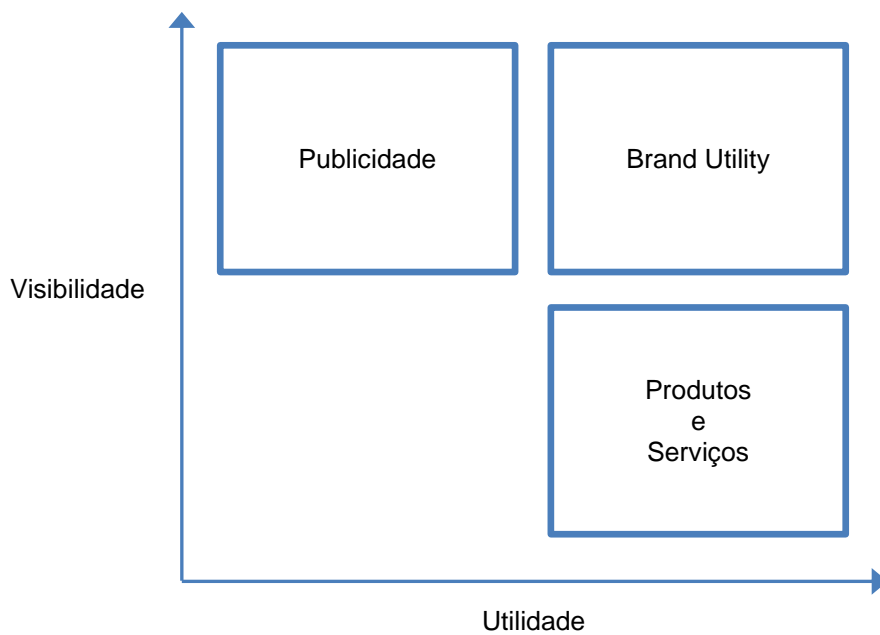 Publicidade
Brand Utility
Visibilidade
Produtos
e
Serviços
Utilidade